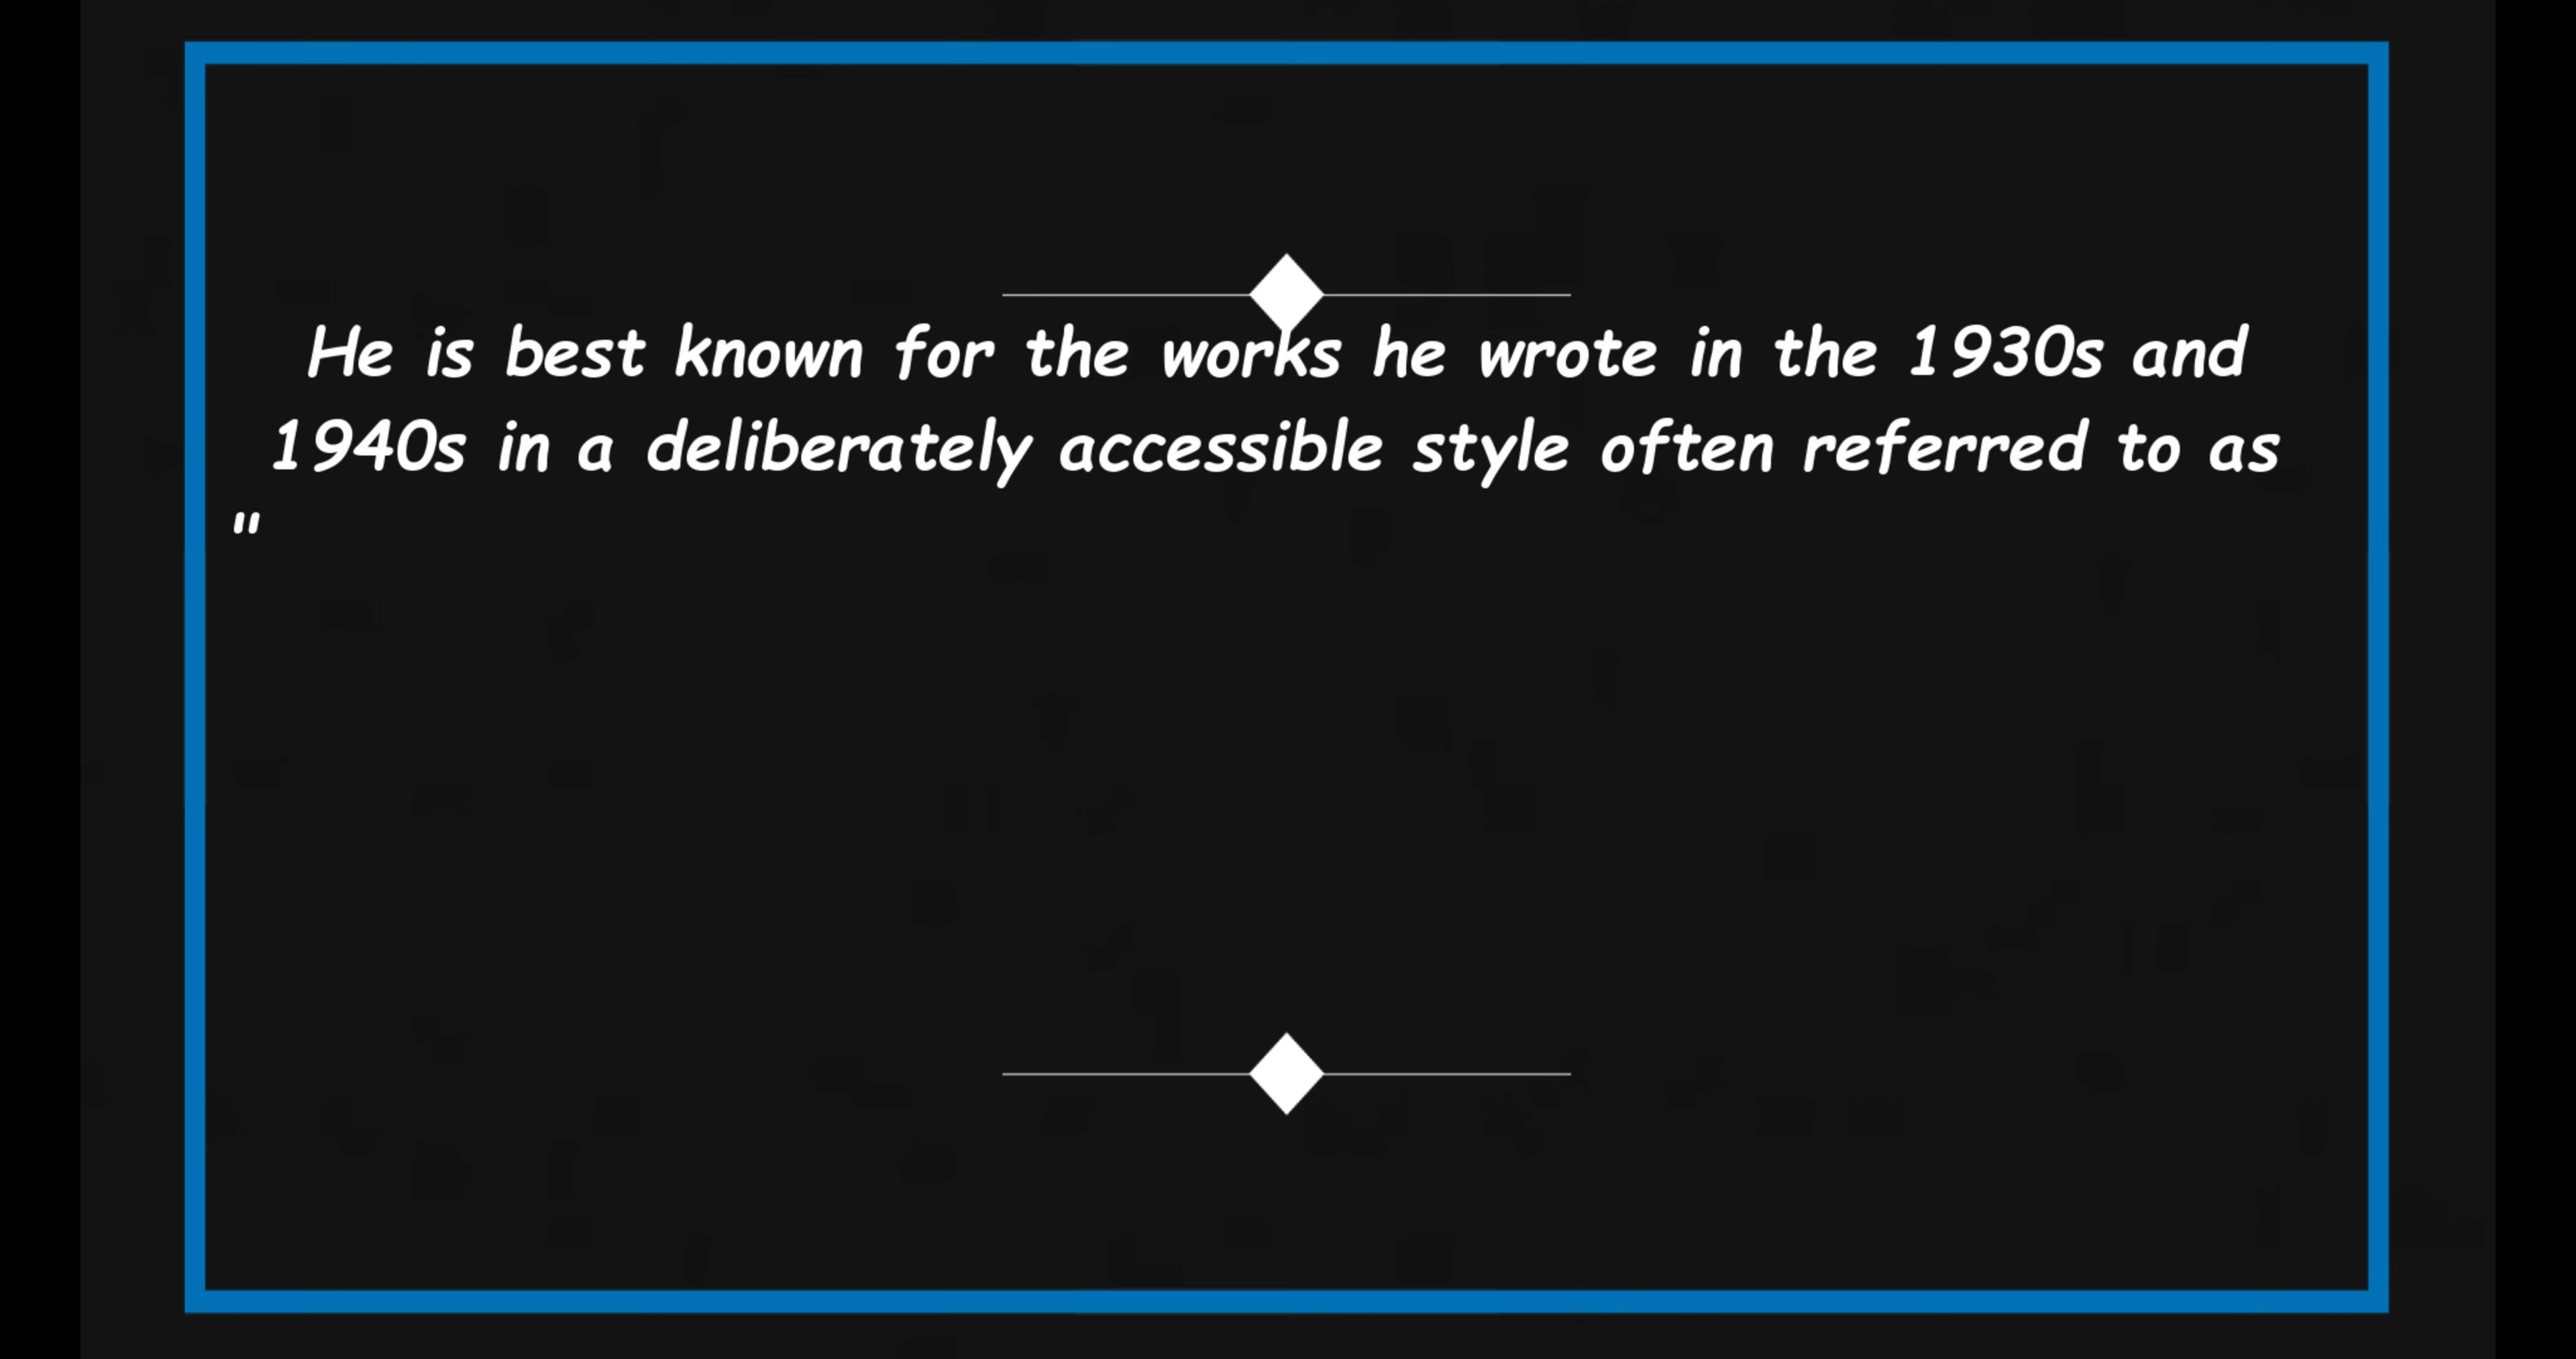 He is best known for the works he wrote in the 1930s and
1940s in a deliberately accessible style often referred to as
"